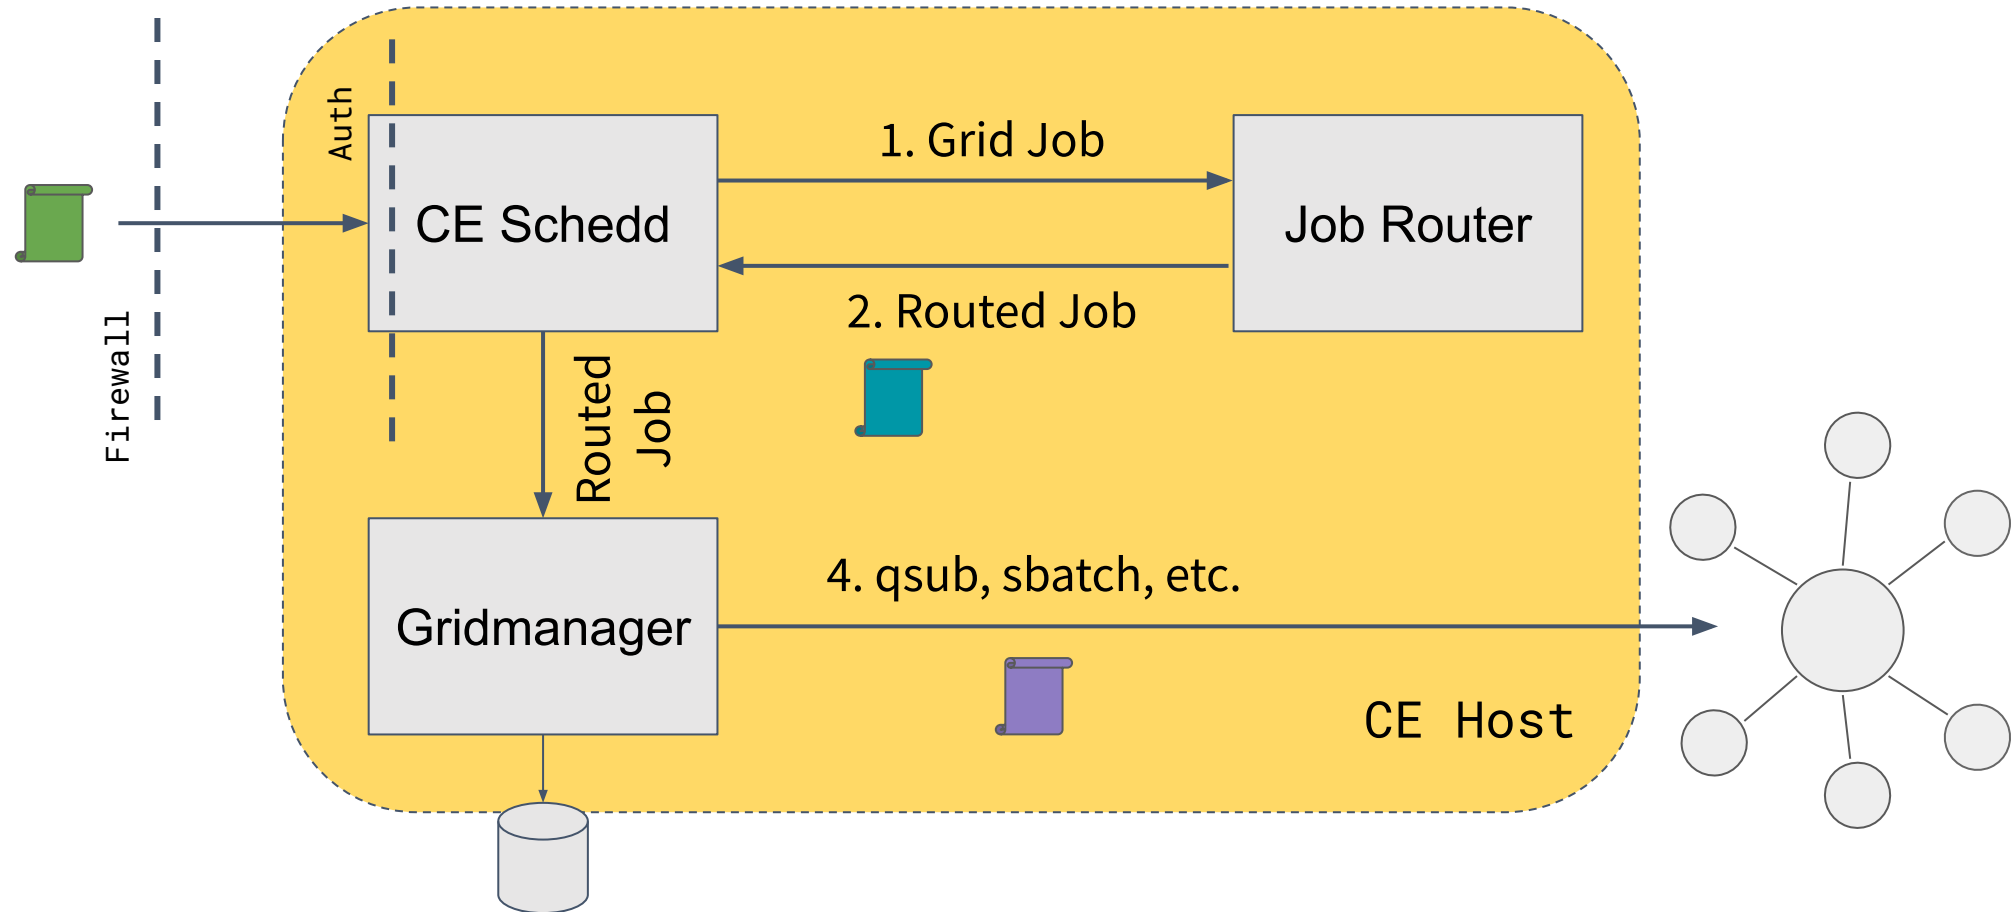 Auth
1. Grid Job
CE Schedd
Job Router
2. Routed Job
Firewall
Routed
Job
4. qsub, sbatch, etc.
Gridmanager
CE Host